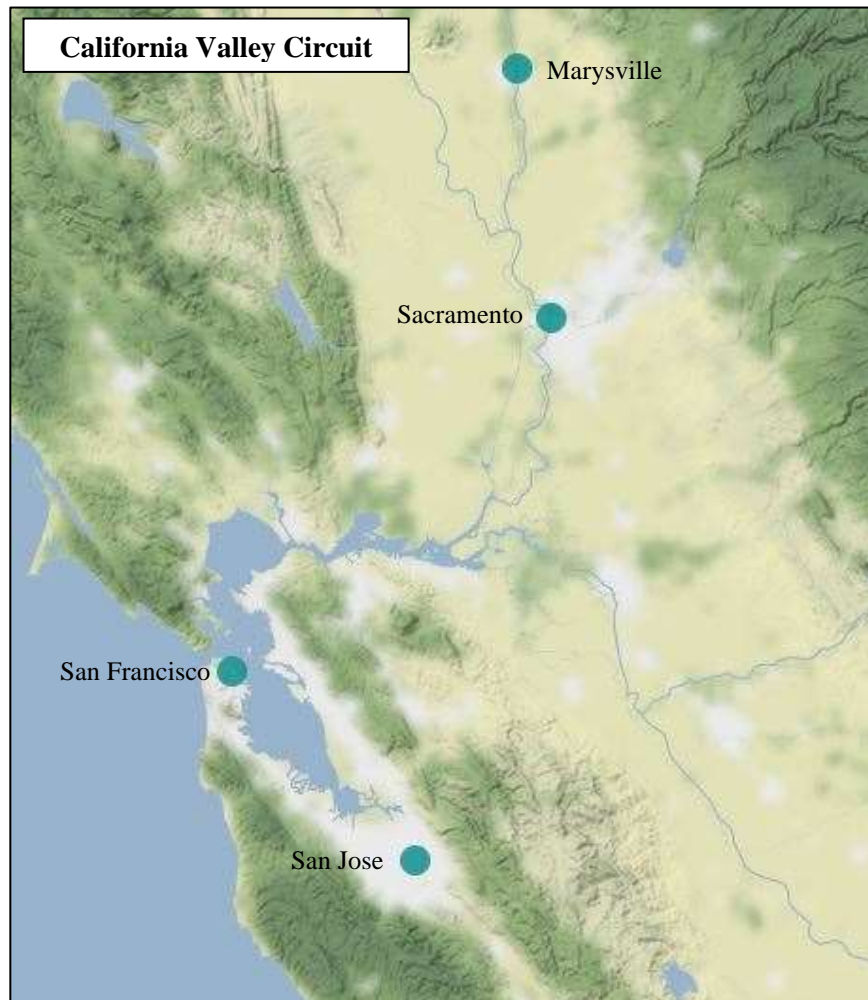 California Valley Circuit
Marysville
Sacramento
San Francisco
San Jose